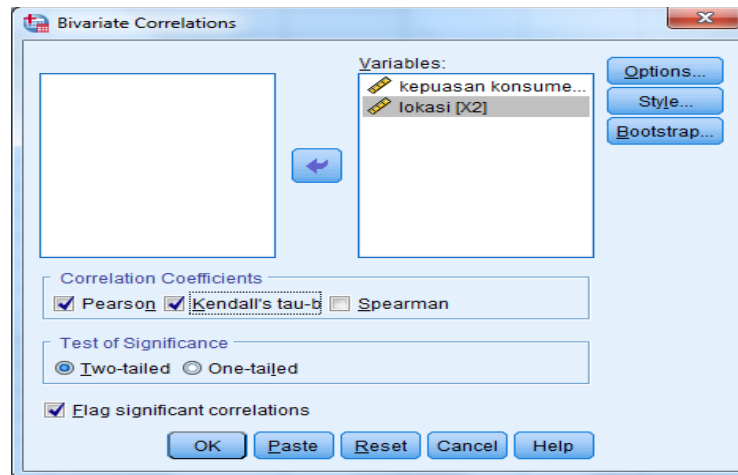 Bivariate Correlations
Variables:
kepuasan konsume...
lokasi [X2]
Options...
Style...
Bootstrap...
Correlation Coefficients
Pearson Kendall's tau-b Spearman
Test of Significance
Two-tailed One-tailed
Flag significant correlations
OK Paste Reset Cancel Help